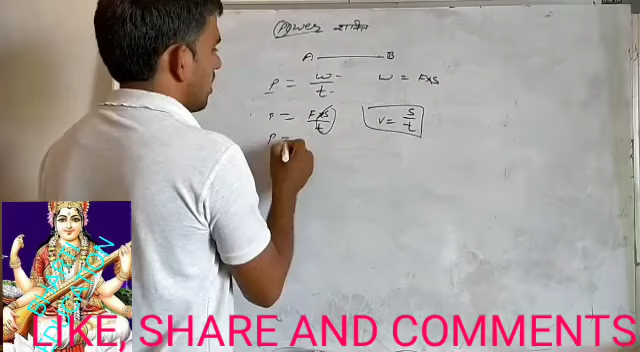 Power शक्ति
A B
P = w/t w = F×s
P = F×s/t v = s/t
P =
LIKE, SHARE AND COMMENTS